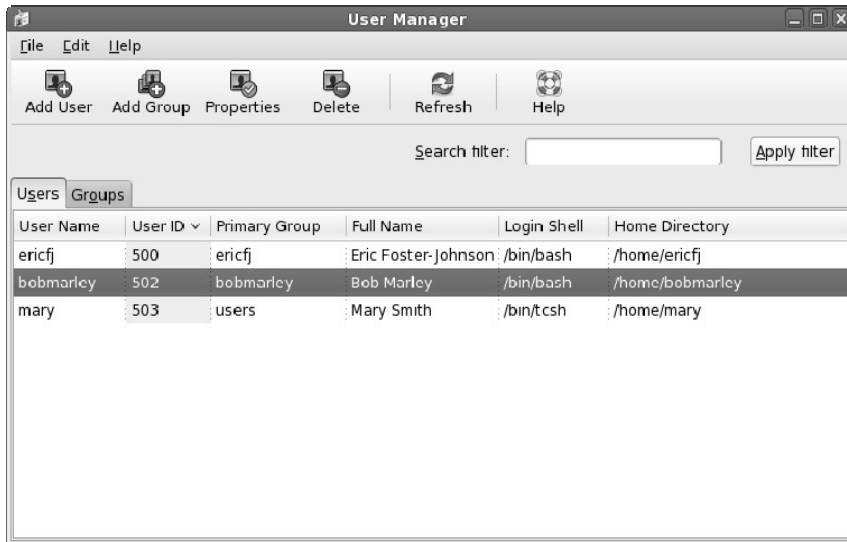 User Manager
File Edit Help
Add User Add Group Properties Delete Refresh Help
Search filter: Apply filter
Users Groups
User Name User ID Primary Group Full Name Login Shell Home Directory
ericfj 500 ericfj Eric Foster-Johnson /bin/bash /home/ericfj
bobmarley 502 bobmarley Bob Marley /bin/bash /home/bobmarley
mary 503 users Mary Smith /bin/tcsh /home/mary